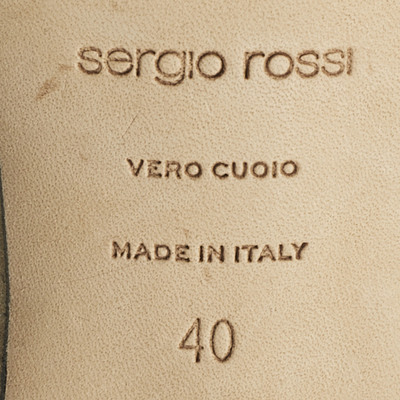 sergio rossi
VERO CUOIO
MADE IN ITALY
40